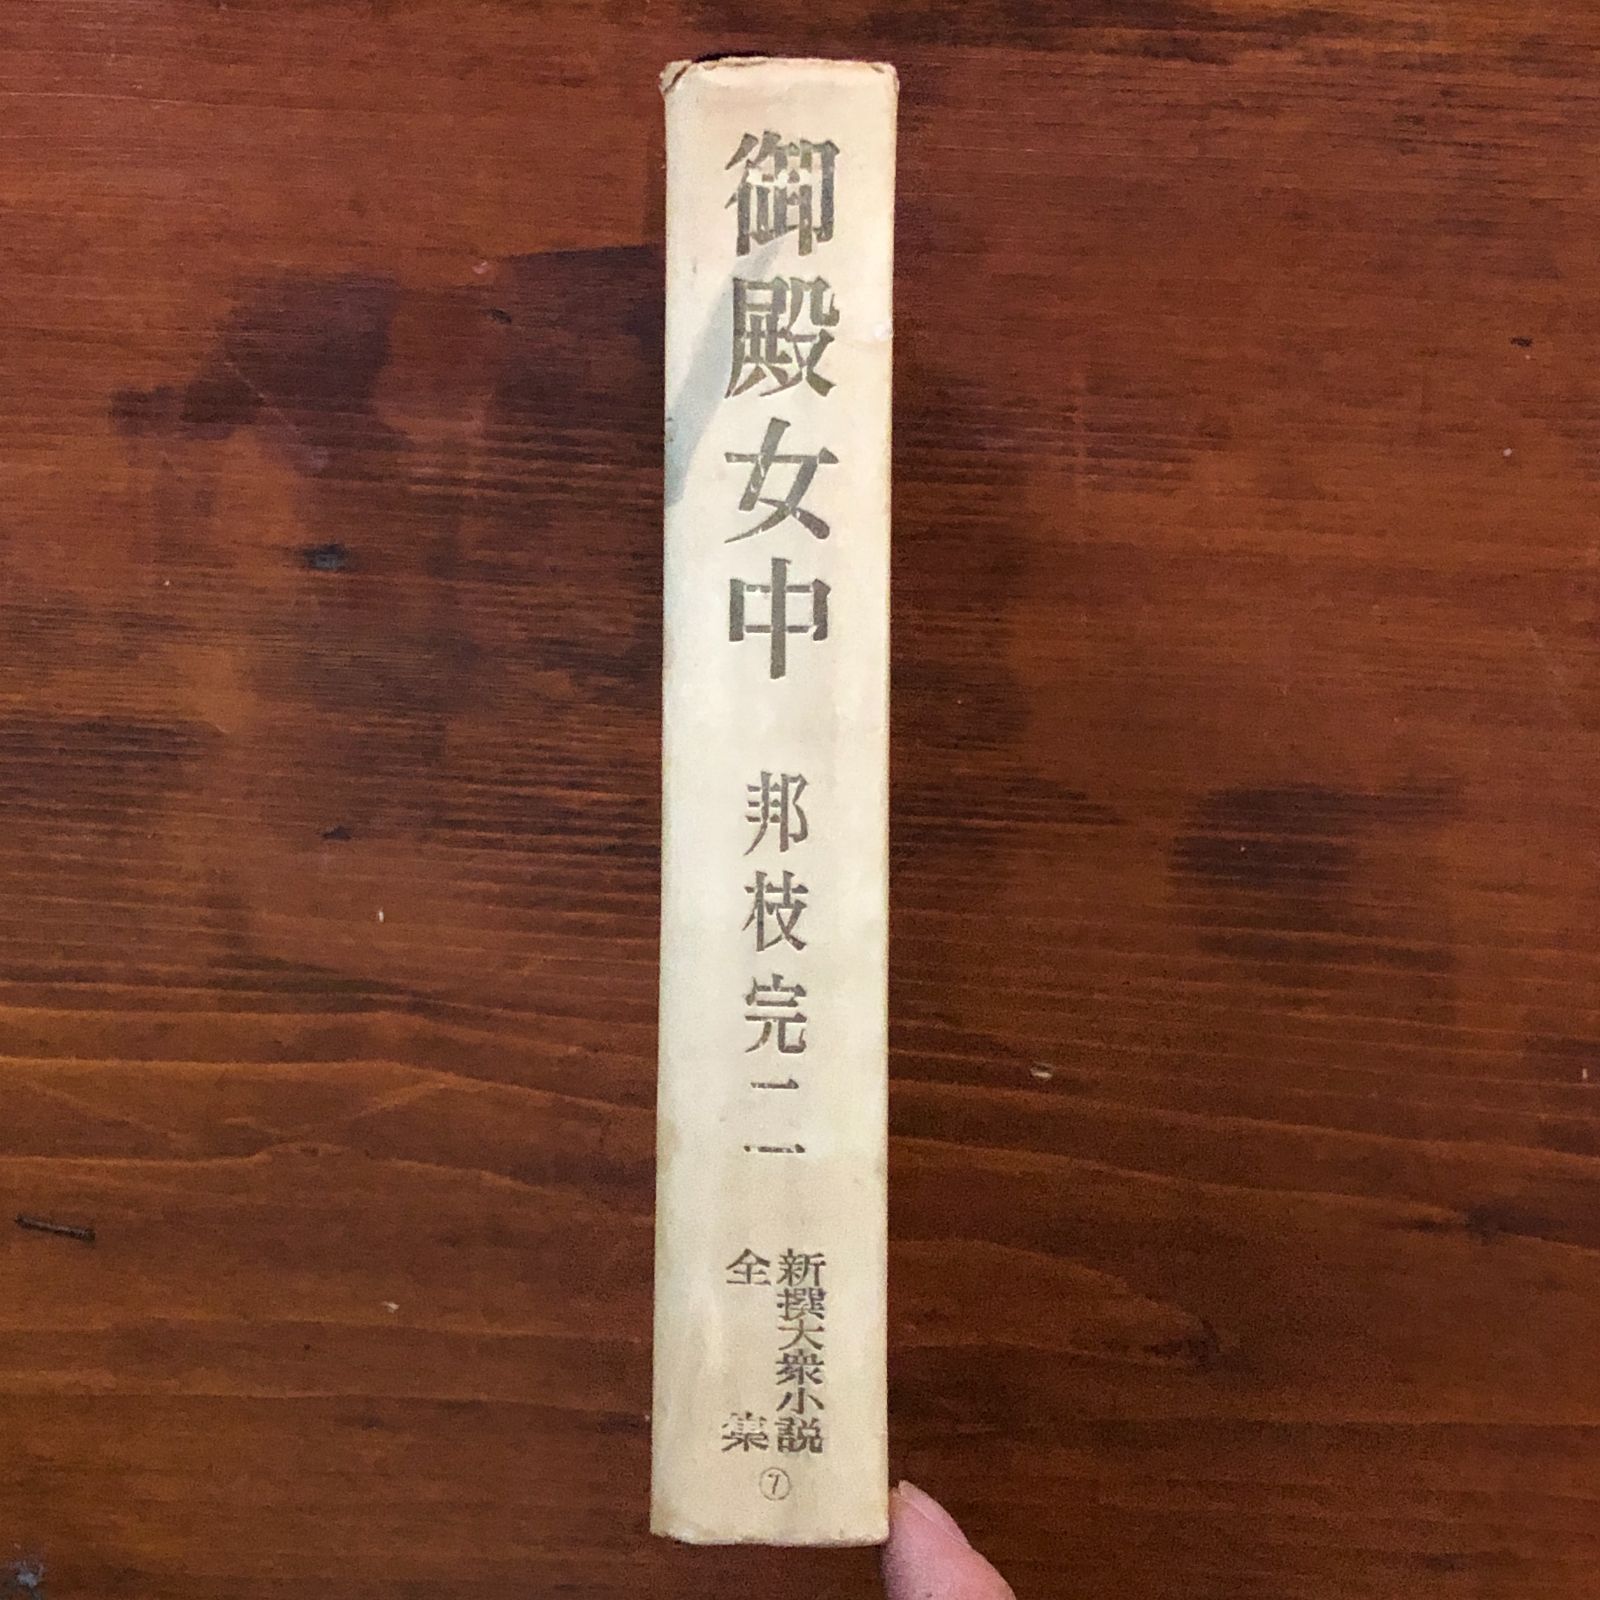 御殿女中
邦枝完二
新撰大衆小説
全集
⑦